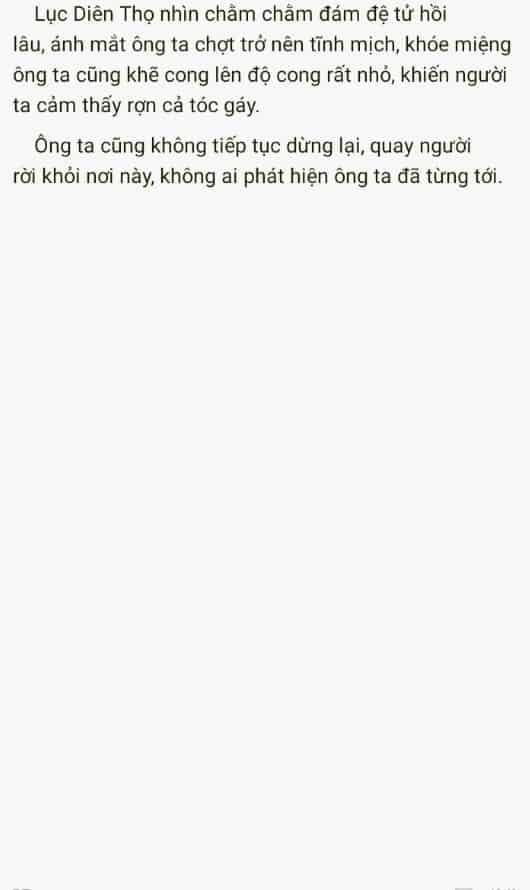 Lục Diên Thọ nhìn chằm chằm đám đệ tử hồi
lâu, ánh mắt ông ta chợt trở nên tĩnh mịch, khóe miệng
ông ta cũng khẽ cong lên độ cong rất nhỏ, khiến người
ta cảm thấy rợn cả tóc gáy.
Ông ta cũng không tiếp tục dừng lại, quay người
rời khỏi nơi này, không ai phát hiện ông ta đã từng tới.